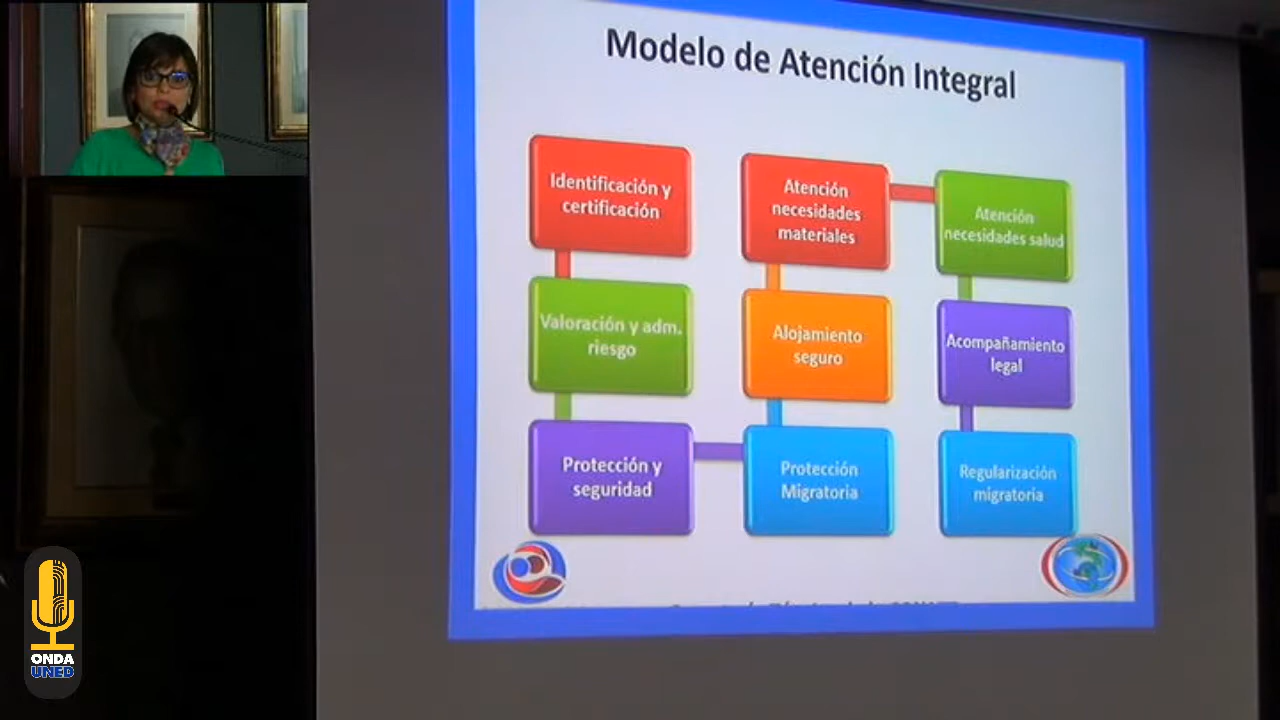 Modelo de Atención Integral
Identificación y
certificación
Valoración y adm.
riesgo
Protección y
seguridad
Protección
Migratoria
Alojamiento
seguro
Atención
necesidades
materiales
Atención
necesidades salud
Acompañamiento
legal
Regularización
migratoria
ONDA
UNED